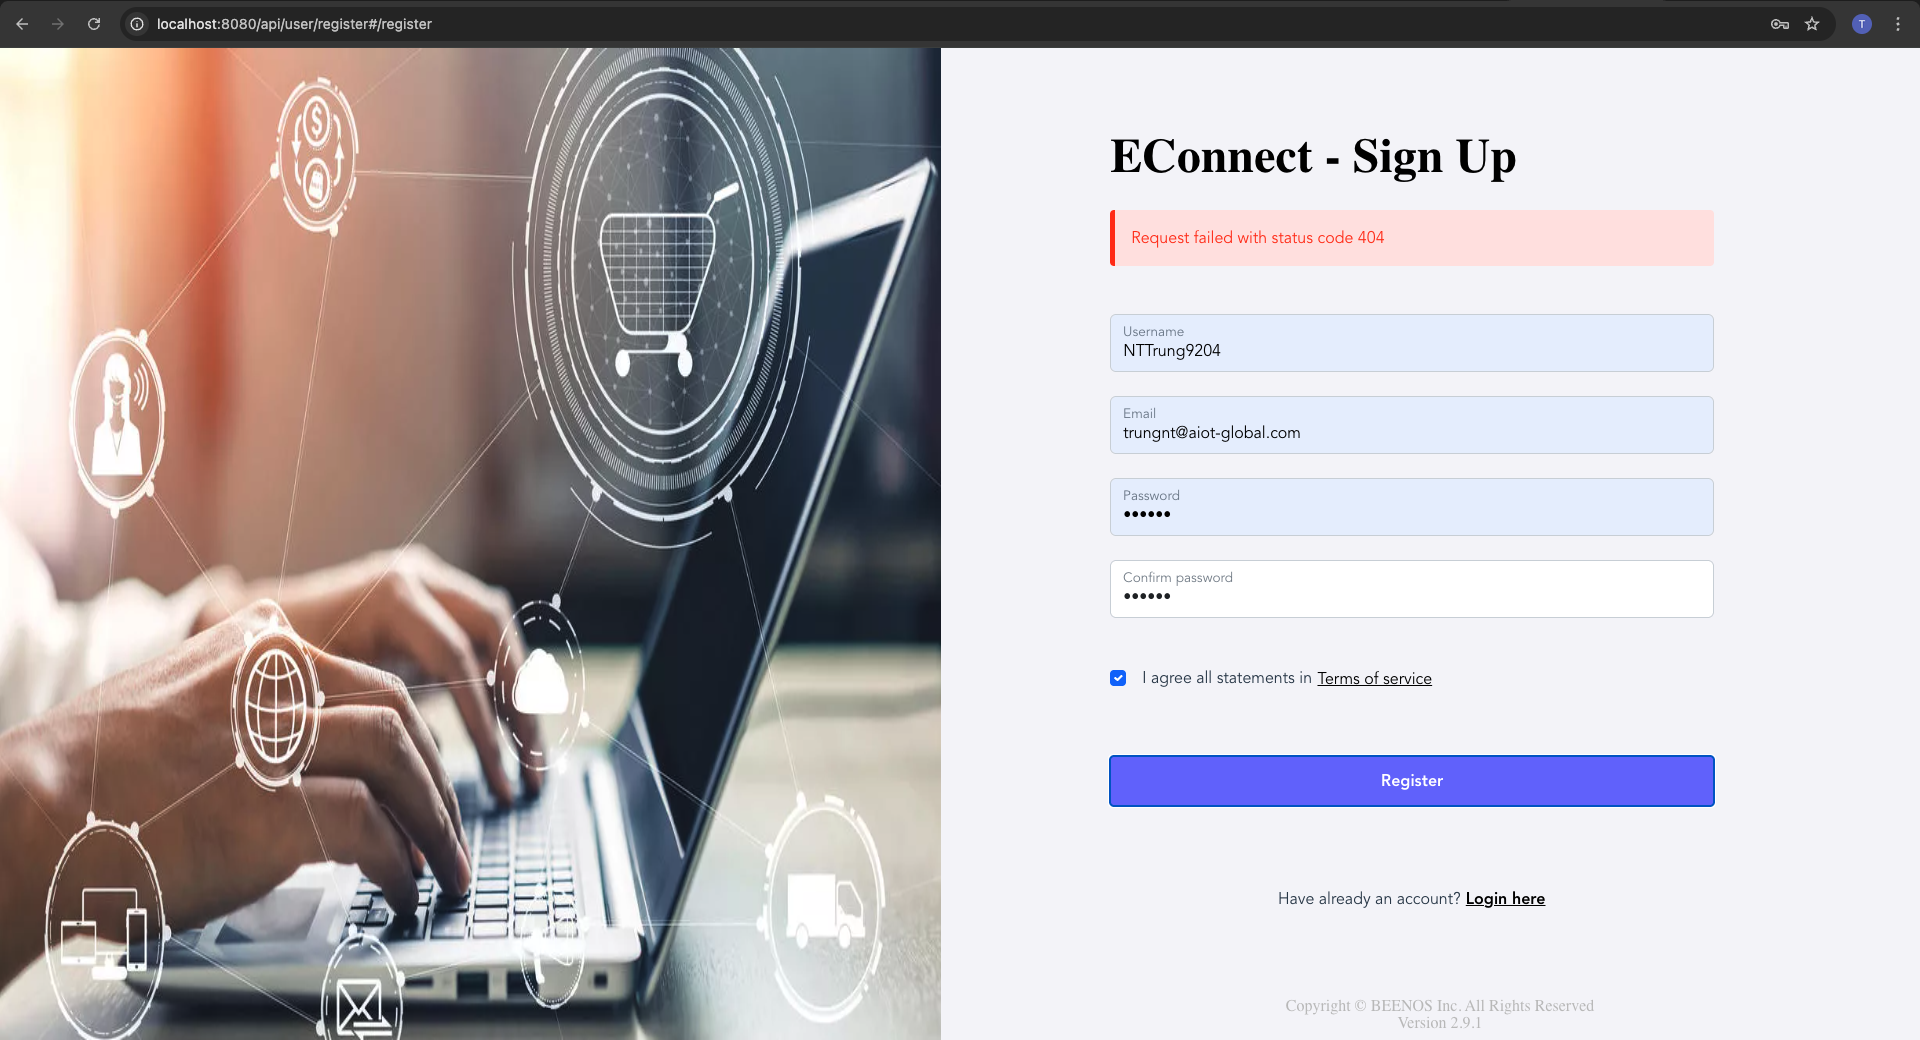 localhost:8080/api/user/register#/register
T
EConnect - Sign Up
Request failed with status code 404
Username
NTTrung9204
Email
trungnt@aiot-global.com
Password
••••••
Confirm password
••••••
I agree all statements in Terms of service
Register
Have already an account? Login here
Copyright © BEENOS Inc. All Rights Reserved
Version 2.9.1